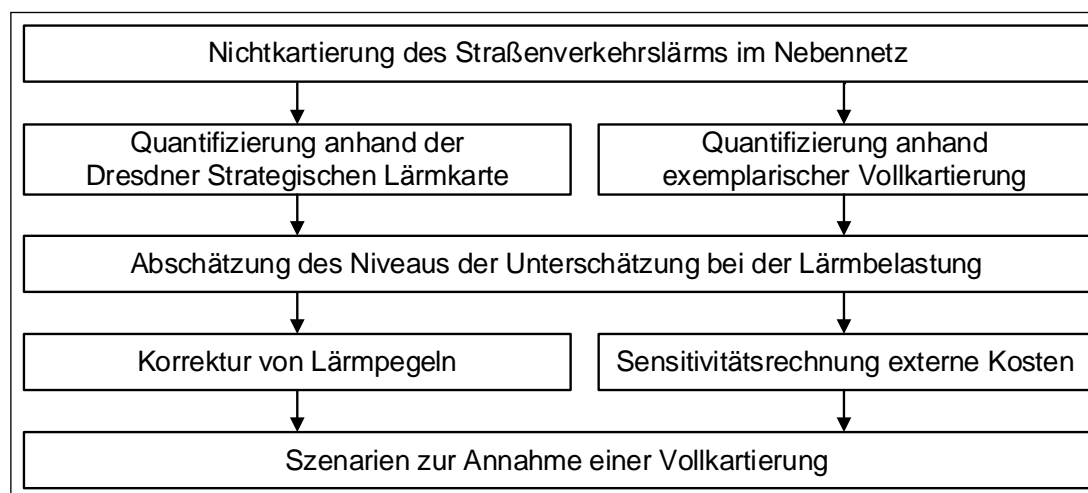 Nichtkartierung des Straßenverkehrslärms im Nebennetz
Quantifizierung anhand der
Dresdner Strategischen Lärmkarte
Quantifizierung anhand
exemplarischer Vollkartierung
Abschätzung des Niveaus der Unterschätzung bei der Lärmbelastung
Korrektur von Lärmpegeln
Sensitivitätsrechnung externe Kosten
Szenarien zur Annahme einer Vollkartierung